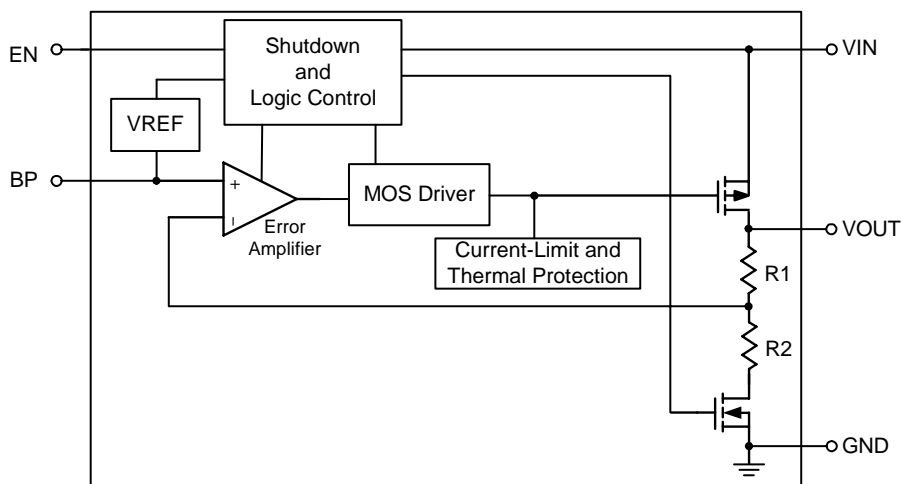 EN
Shutdown
and
Logic Control
VIN
VREF
BP
+
−
MOS Driver
Error
Amplifier
Current-Limit and
Thermal Protection
VOUT
R1
R2
GND